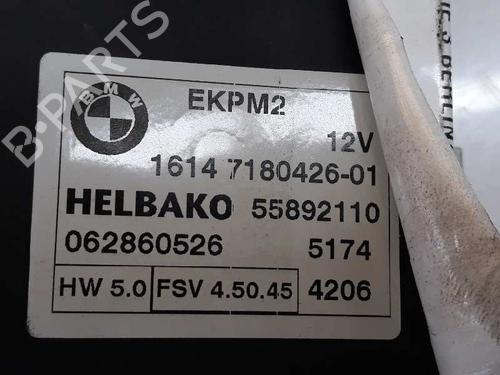 BMW
EKPM2
12V
1614 7180426-01
HELBAKO 55892110
062860526 5174
HW 5.0 FSV 4.50.45 4206
BERLIN
B-PARTS